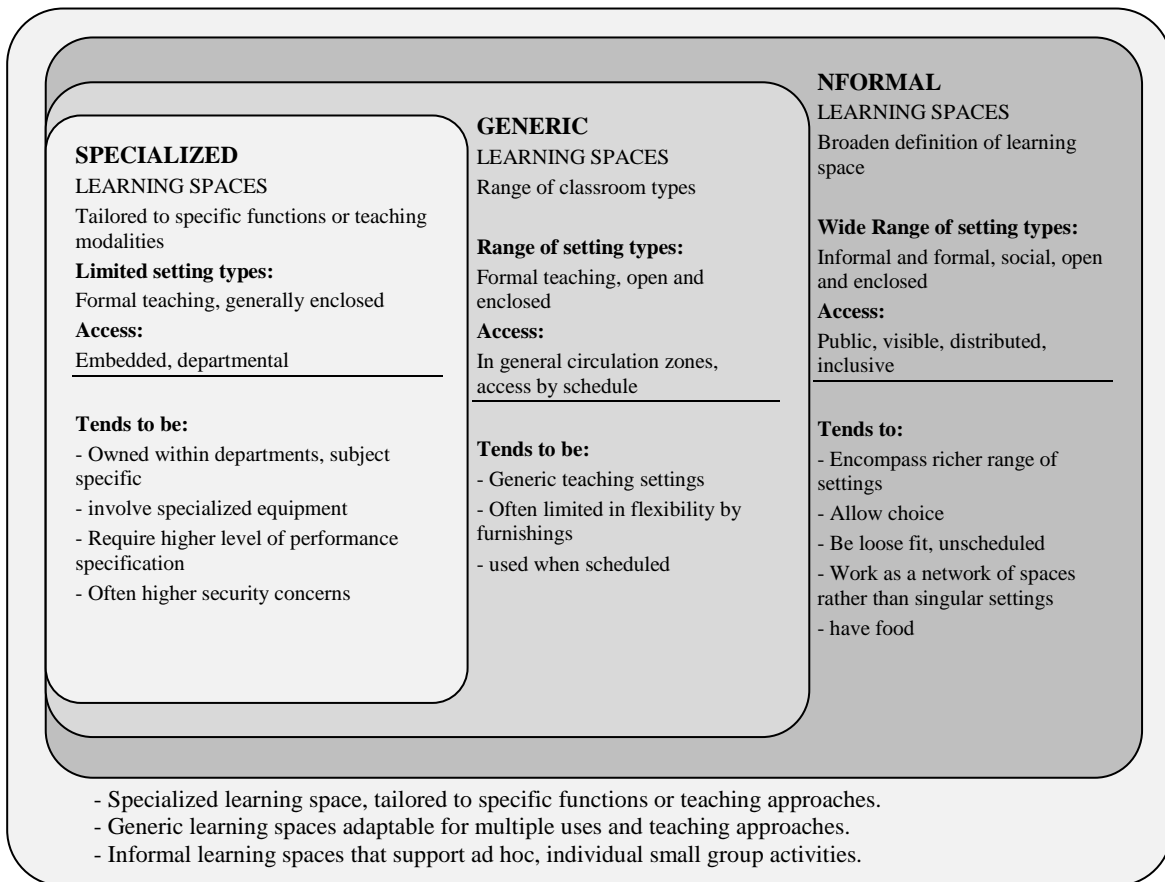 SPECIALIZED
LEARNING SPACES
Tailored to specific functions or teaching
modalities
Limited setting types:
Formal teaching, generally enclosed
Access:
Embedded, departmental
Tends to be:
- Owned within departments, subject
specific
- involve specialized equipment
- Require higher level of performance
specification
- Often higher security concerns
GENERIC
LEARNING SPACES
Range of classroom types
Range of setting types:
Formal teaching, open and
enclosed
Access:
In general circulation zones,
access by schedule
Tends to be:
- Generic teaching settings
- Often limited in flexibility by
furnishings
- used when scheduled
NFORMAL
LEARNING SPACES
Broaden definition of learning
space
Wide Range of setting types:
Informal and formal, social, open
and enclosed
Access:
Public, visible, distributed,
inclusive
Tends to:
- Encompass richer range of
settings
- Allow choice
- Be loose fit, unscheduled
- Work as a network of spaces
rather than singular settings
- have food
- Specialized learning space, tailored to specific functions or teaching approaches.
- Generic learning spaces adaptable for multiple uses and teaching approaches.
- Informal learning spaces that support ad hoc, individual small group activities.